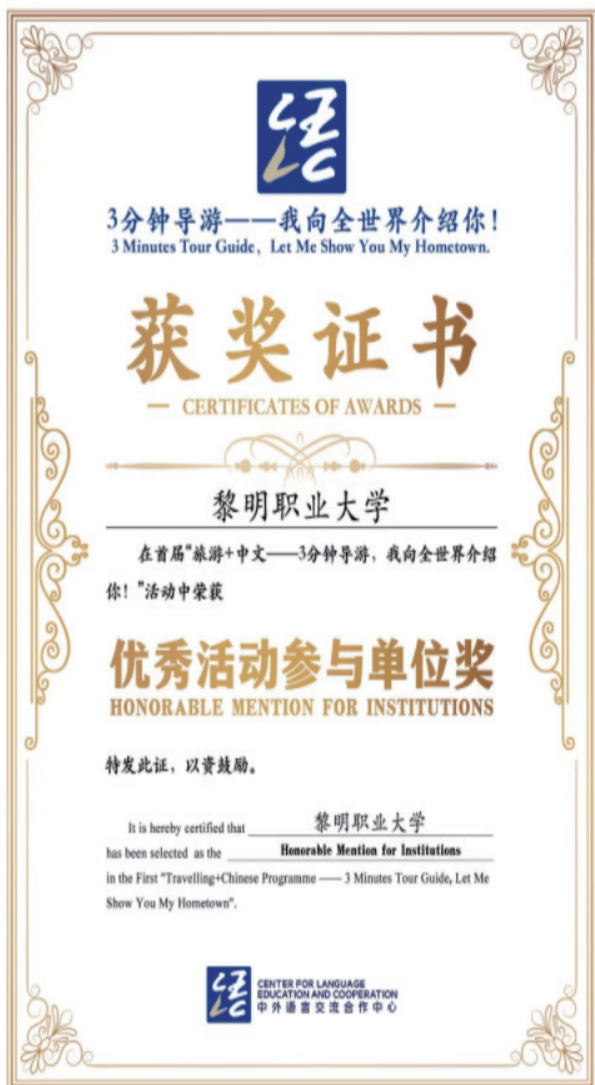 3分钟导游——我向全世界介绍你!
3 Minutes Tour Guide, Let Me Show You My Hometown.
获奖证书
— CERTIFICATES OF AWARDS —
黎明职业大学
在首届“旅游+中文——3分钟导游,我向全世界介绍
你!”活动中荣获
优秀活动参与单位奖
HONORABLE MENTION FOR INSTITUTIONS
特发此证,以资鼓励。
It is hereby certified that 黎明职业大学
has been selected as the Honorable Mention for Institutions
in the First "Travelling+Chinese Programme —— 3 Minutes Tour Guide, Let Me
Show You My Hometown".
CENTER FOR LANGUAGE
EDUCATION AND COOPERATION
中外语言交流合作中心